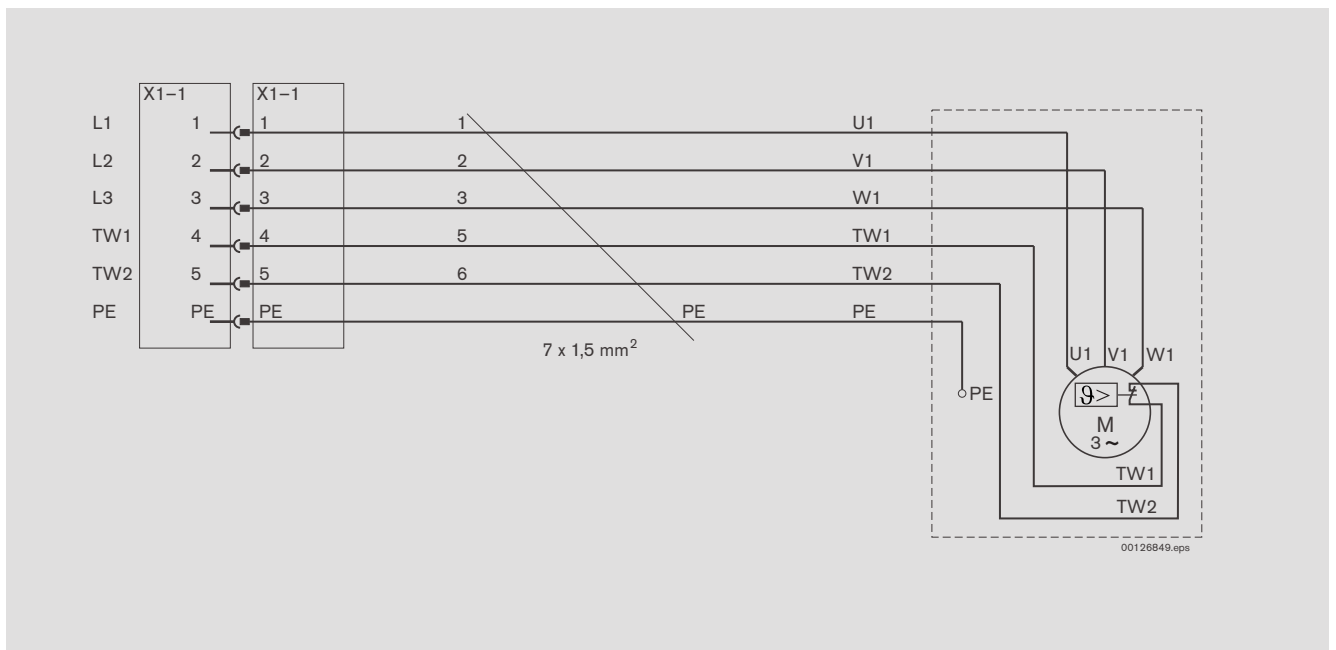 X1–1 X1–1
L1 1 1 1 U1
L2 2 2 2 V1
L3 3 3 3 W1
TW1 4 4 5 TW1
TW2 5 5 6 TW2
PE PE PE PE PE
7 x 1,5 mm²
U1 V1 W1
PE
ϑ>
M
3 ~
TW1
TW2
00126849.eps